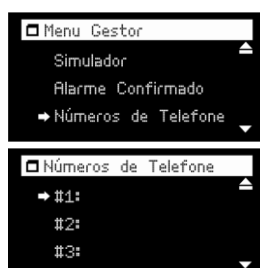 Menu Gestor
Simulador
Alarme Confirmado
Números de Telefone
Números de Telefone
#1:
#2:
#3: